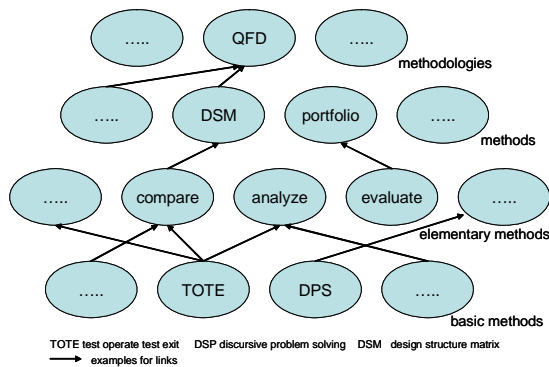 ….. QFD …..
methodologies
….. DSM portfolio …..
methods
….. compare analyze evaluate …..
elementary methods
….. TOTE DPS …..
basic methods
TOTE test operate test exit DSP discursive problem solving DSM design structure matrix
examples for links